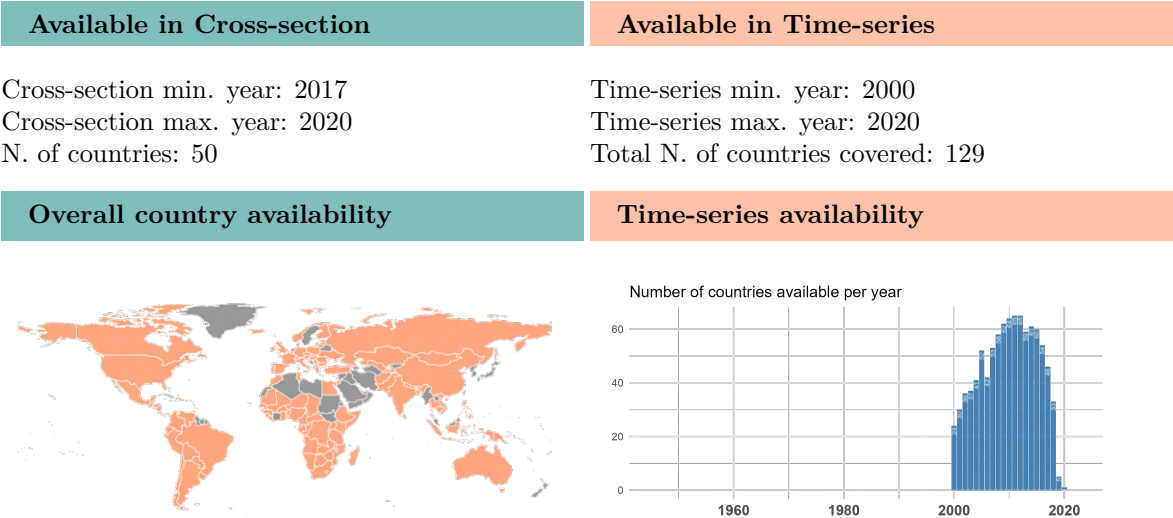 Available in Cross-section
Available in Time-series
Cross-section min. year: 2017
Cross-section max. year: 2020
N. of countries: 50
Time-series min. year: 2000
Time-series max. year: 2020
Total N. of countries covered: 129
Overall country availability
Time-series availability
Number of countries available per year
60
40
20
0
1960
1980
2000
2020